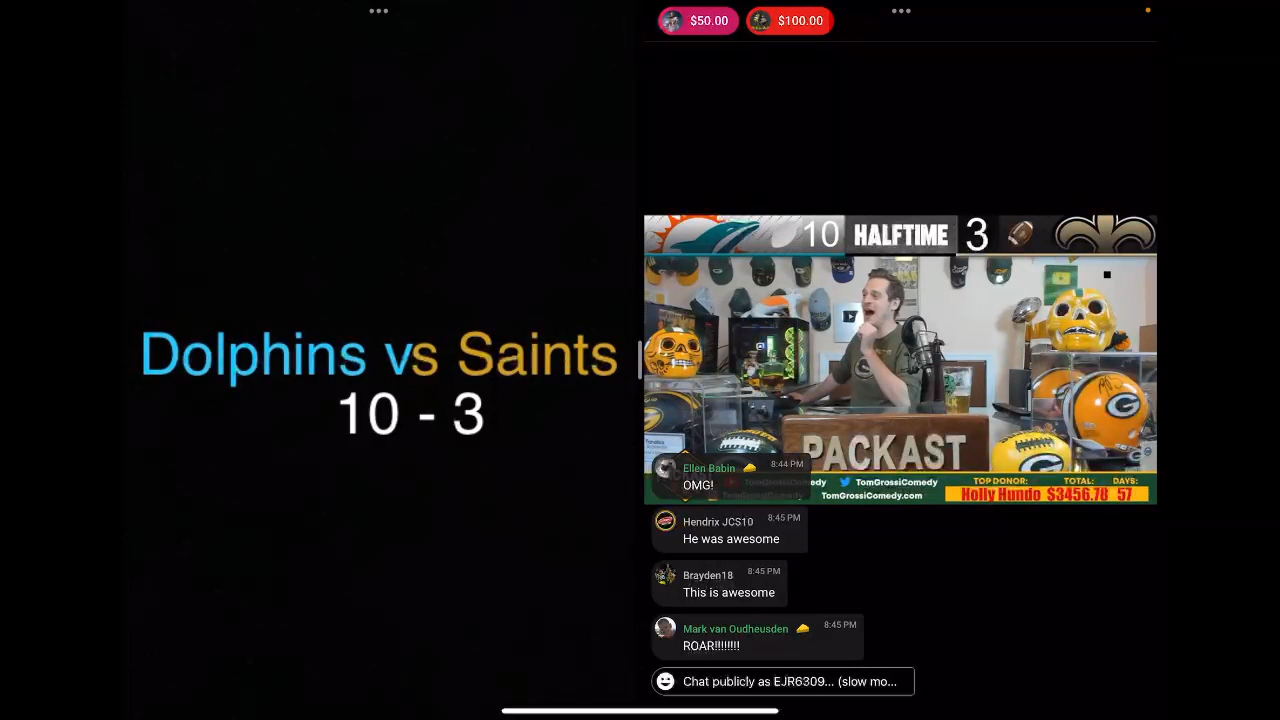 Dolphins vs Saints
10 - 3
$50.00
$100.00
10 HALFTIME 3
PACKAST
TomGrossiComedy
TomGrossiComedy.com
TOP DONOR: TOTAL: DAYS:
Holly Hundo $3456.78 57
Ellen Babin 8:44 PM
OMG!
Hendrix JCS10 8:45 PM
He was awesome
Brayden18 8:45 PM
This is awesome
Mark van Oudheusden 8:45 PM
ROAR!!!!!!!!
Chat publicly as EJR6309... (slow mo...